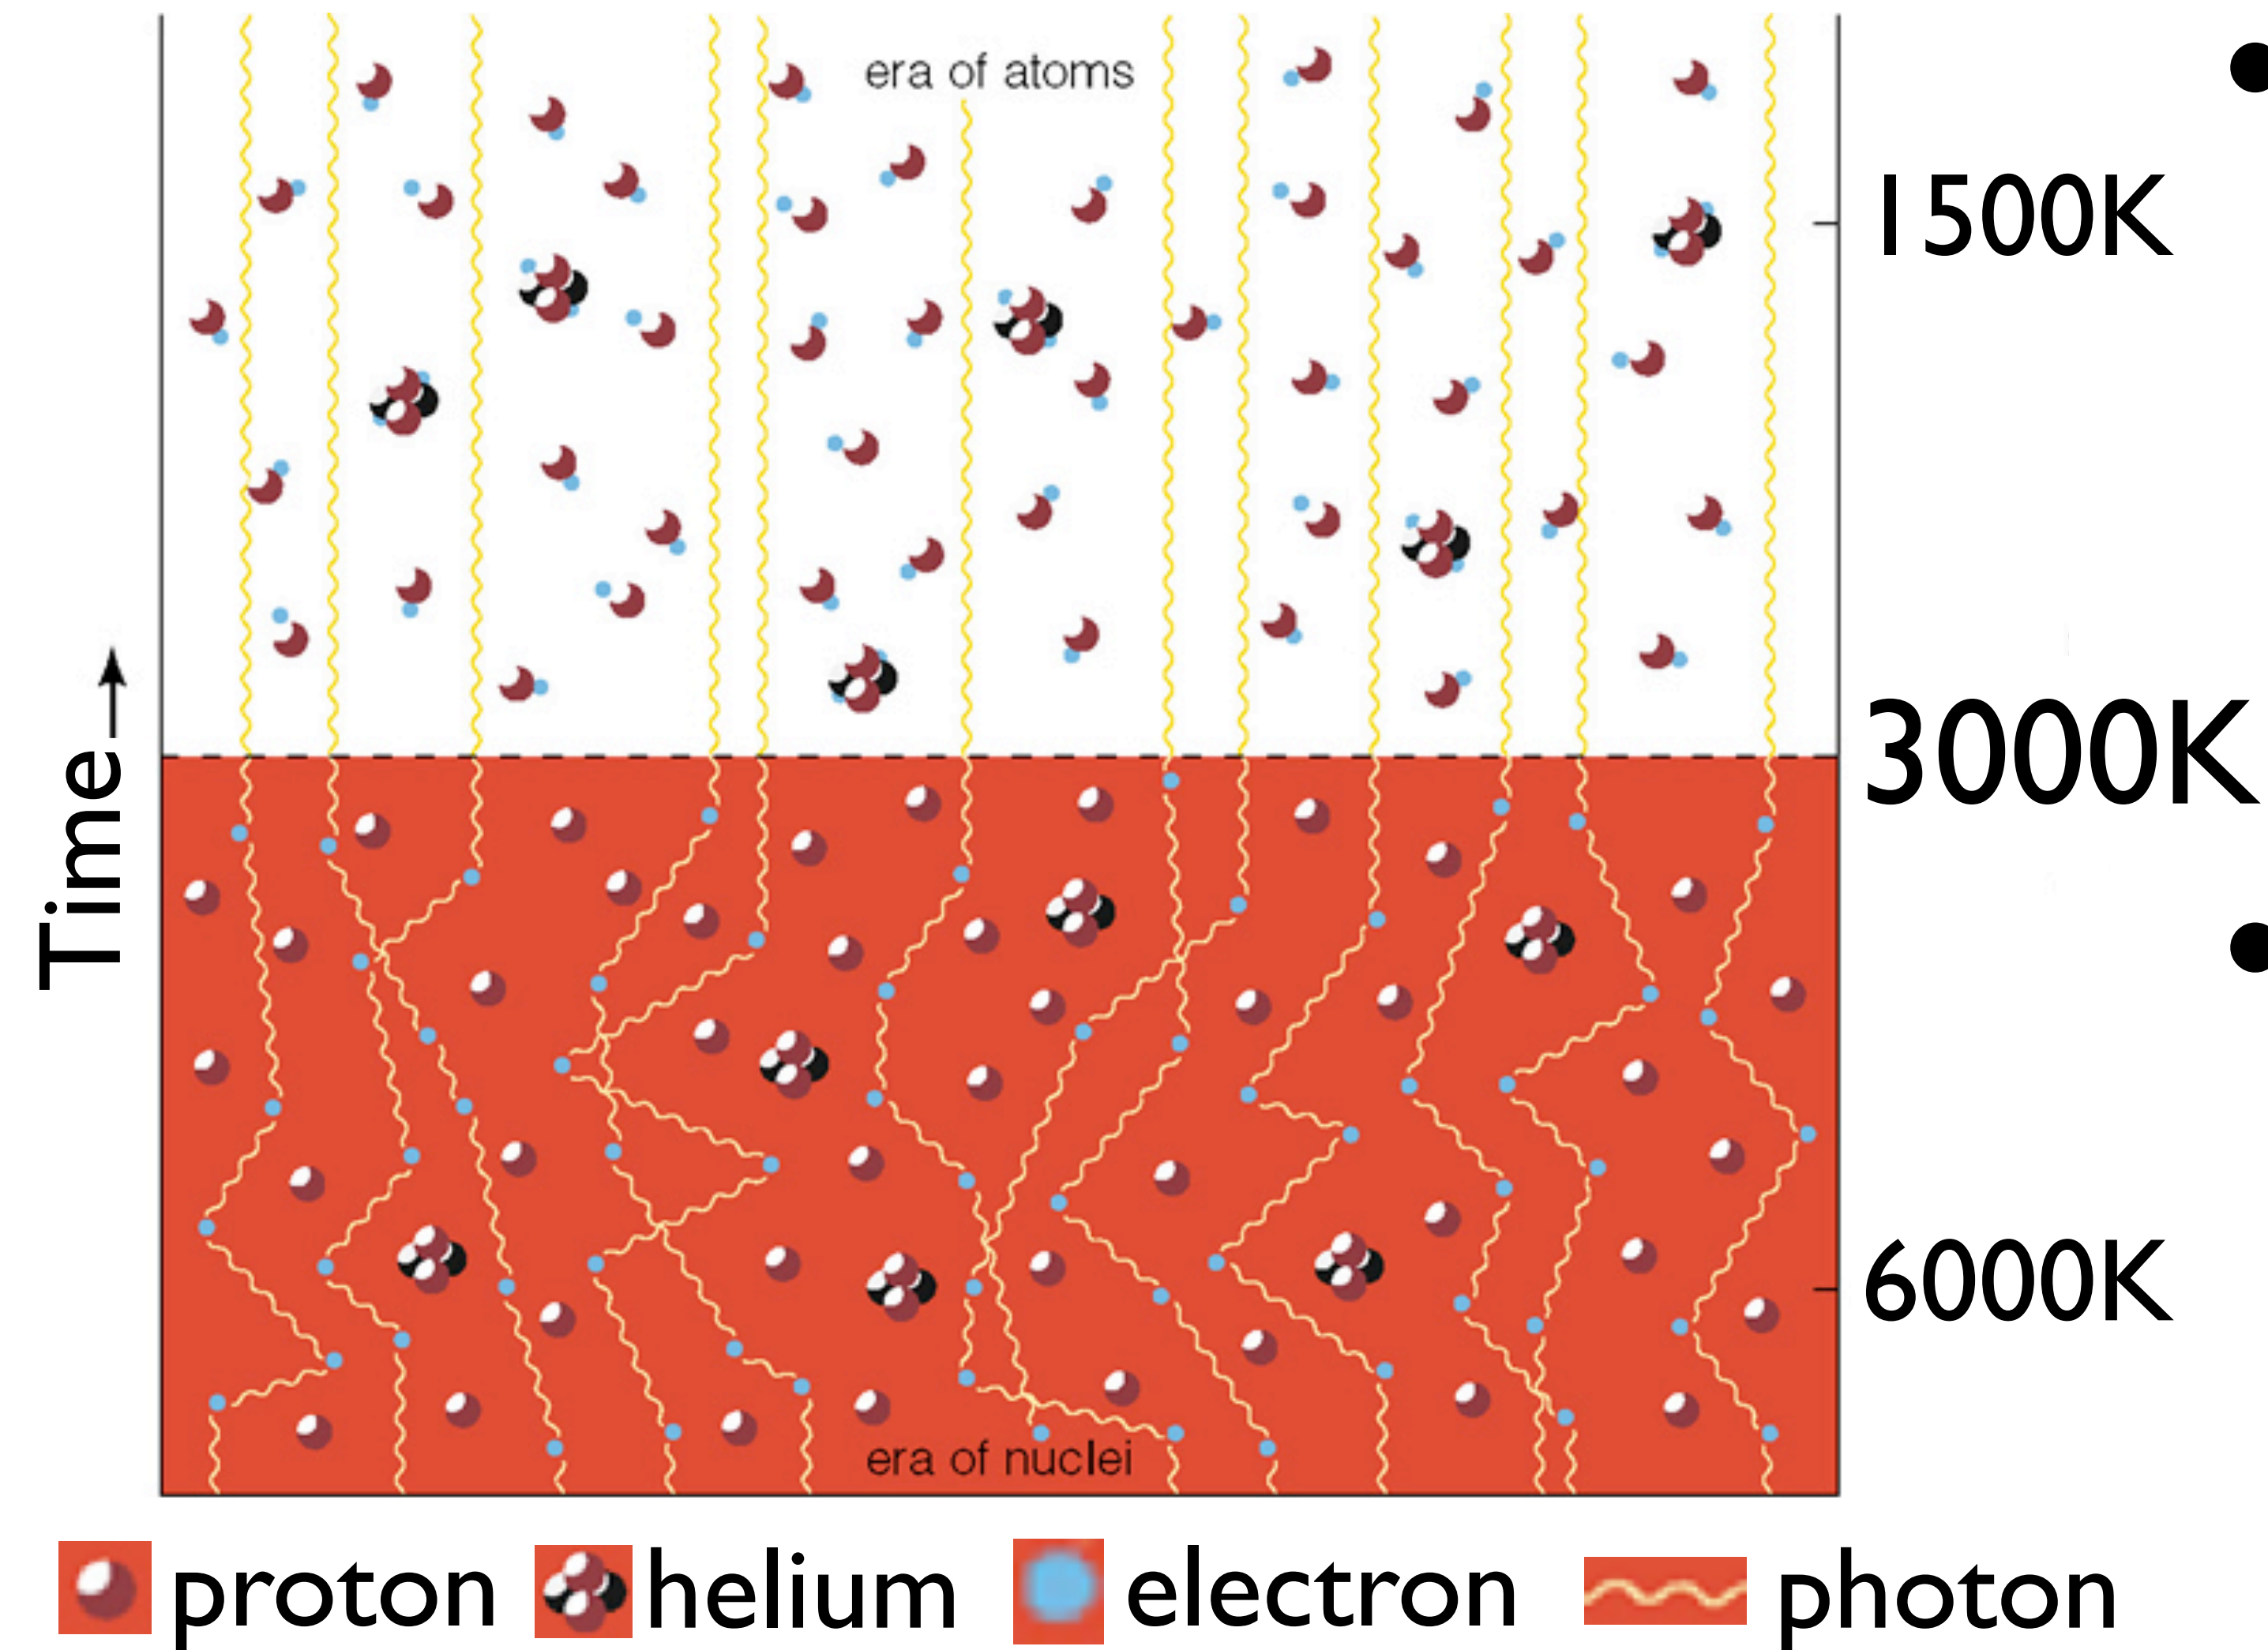 era of atoms
1500K
3000K
Time
6000K
era of nuclei
proton helium electron photon